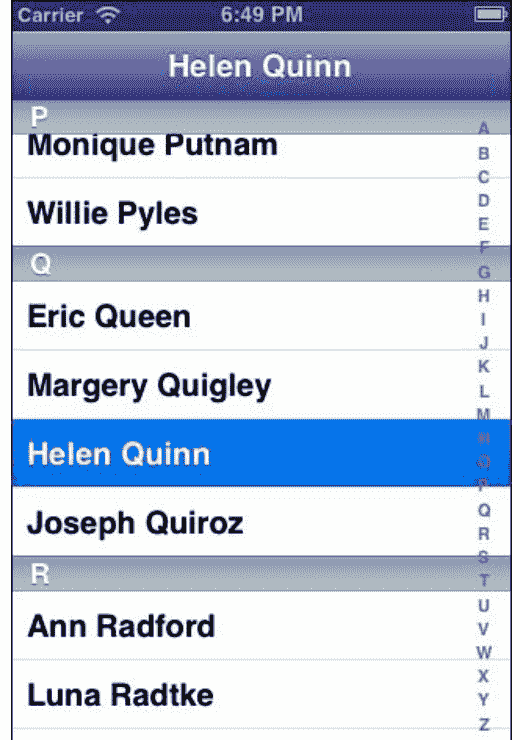 Carrier 6:49 PM
Helen Quinn
P
Monique Putnam
Willie Pyles
Q
Eric Queen
Margery Quigley
Helen Quinn
Joseph Quiroz
R
Ann Radford
Luna Radtke
A
B
C
D
E
F
G
H
I
J
K
L
M
N
O
P
Q
R
S
T
U
V
W
X
Y
Z